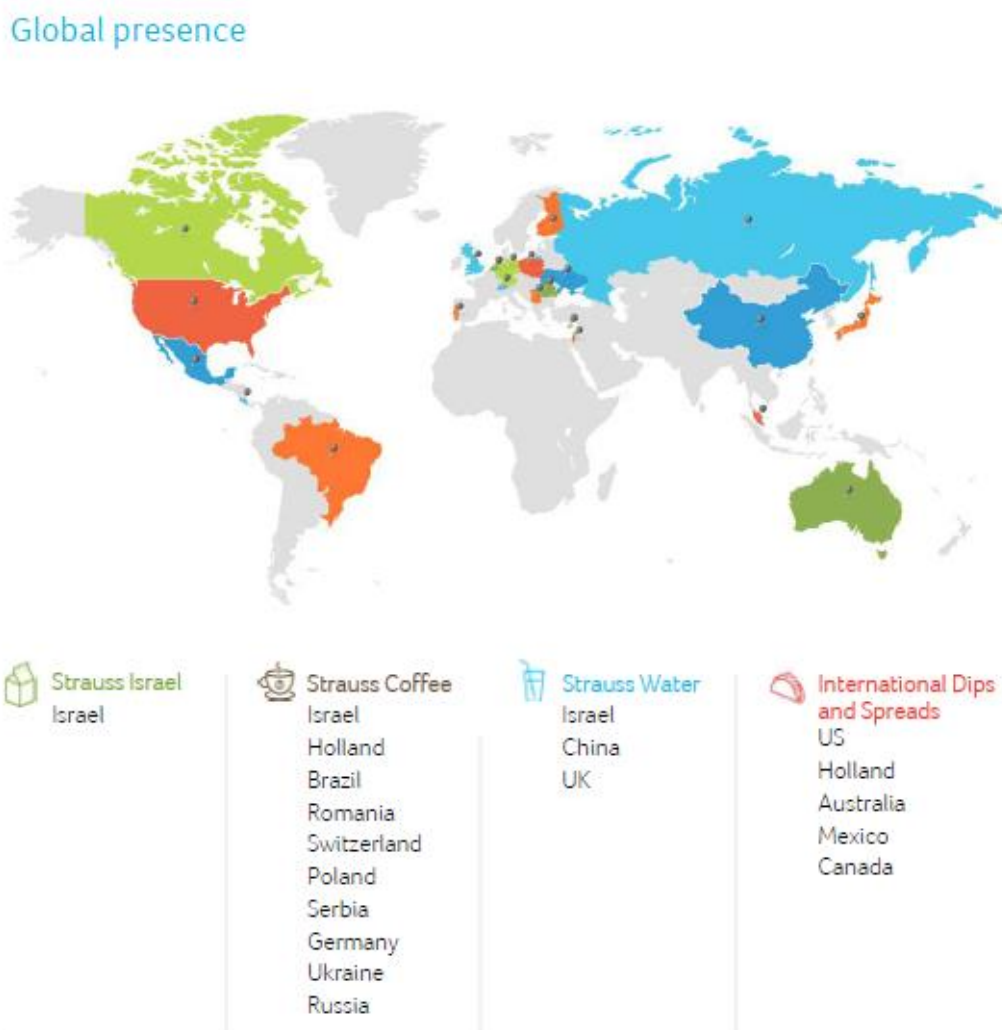 Global presence
Strauss Israel
Israel
Strauss Coffee
Israel
Holland
Brazil
Romania
Switzerland
Poland
Serbia
Germany
Ukraine
Russia
Strauss Water
Israel
China
UK
International Dips
and Spreads
US
Holland
Australia
Mexico
Canada